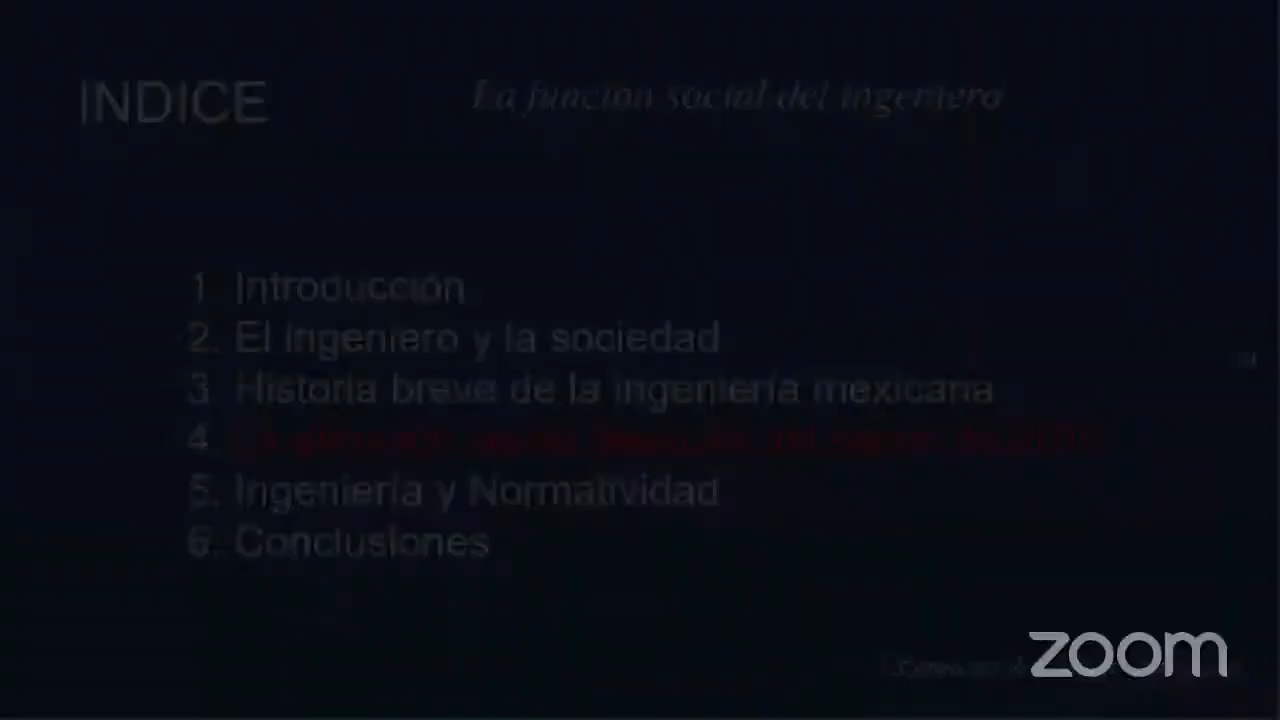 INDICE
La función social del ingeniero
1. Introducción
2. El ingeniero y la sociedad
3. Historia breve de la ingeniería mexicana
4.
5. Ingeniería y Normatividad
6. Conclusiones
zoom